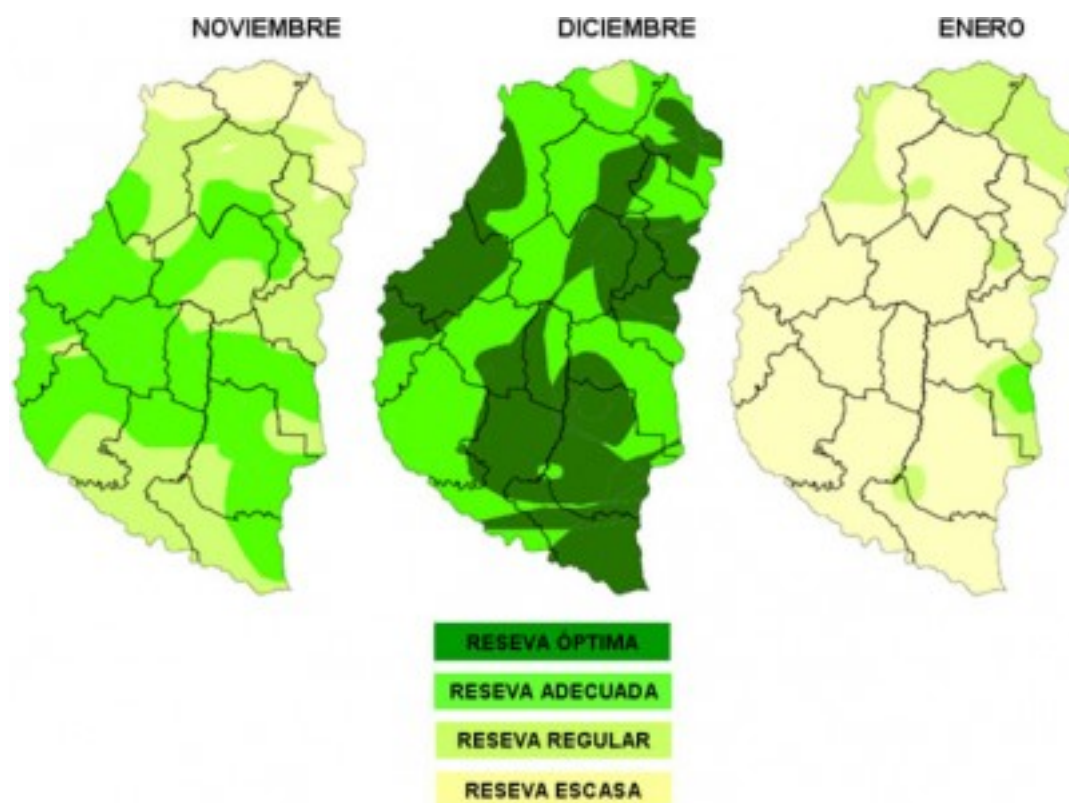 NOVIEMBRE DICIEMBRE ENERO
RESEVA ÓPTIMA
RESEVA ADECUADA
RESEVA REGULAR
RESEVA ESCASA